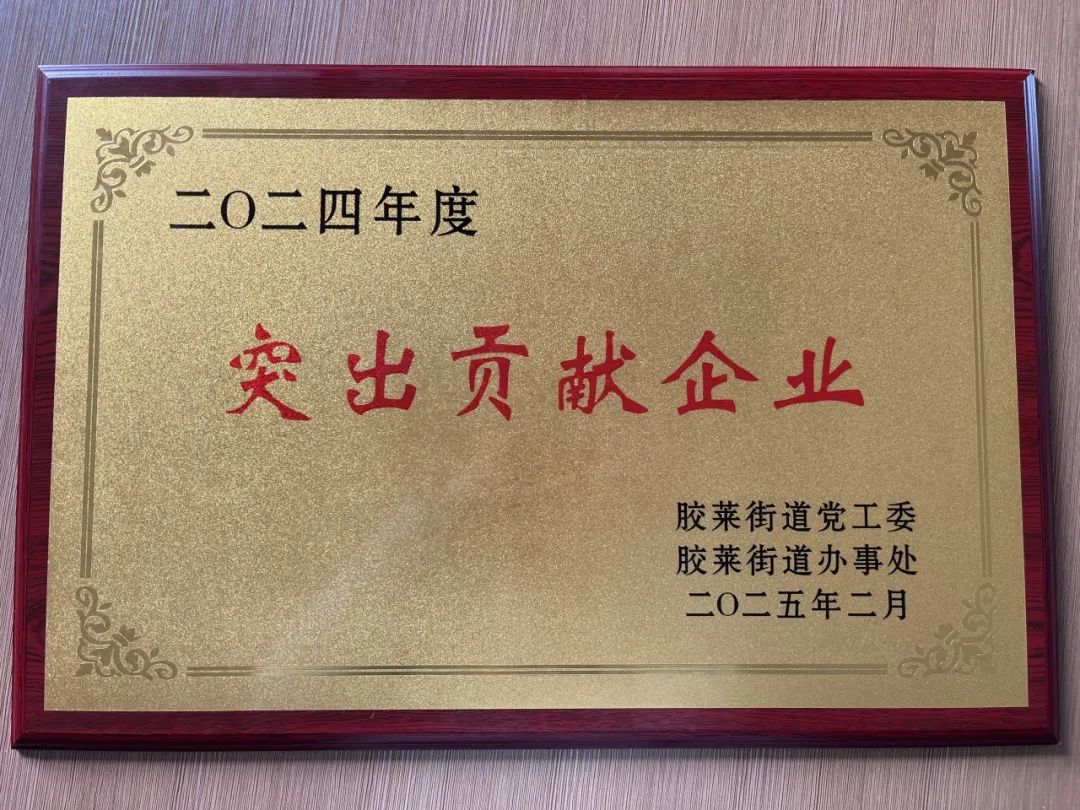 二〇二四年度
突出贡献企业
胶莱街道党工委
胶莱街道办事处
二〇二五年二月